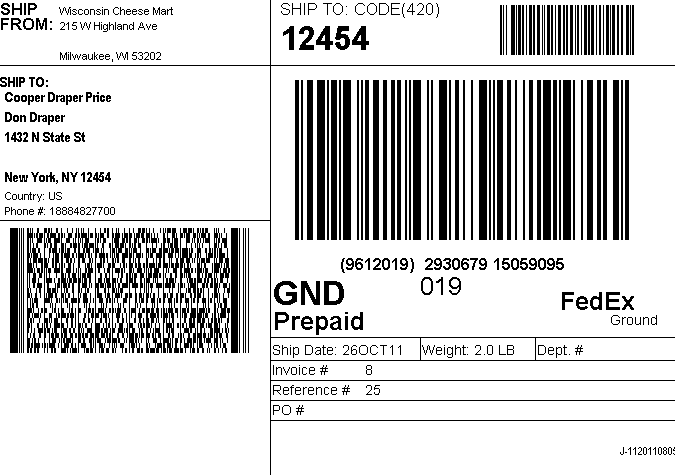 SHIP FROM:
Wisconsin Cheese Mart
215 W Highland Ave
Milwaukee, WI 53202
SHIP TO: CODE(420)
12454
SHIP TO:
Cooper Draper Price
Don Draper
1432 N State St
New York, NY 12454
Country: US
Phone #: 18884827700
(9612019) 2930679 15059095
GND
019
FedEx
Prepaid
Ground
Ship Date: 26OCT11 Weight: 2.0 LB Dept. #
Invoice # 8
Reference # 25
PO #
J-1120110805